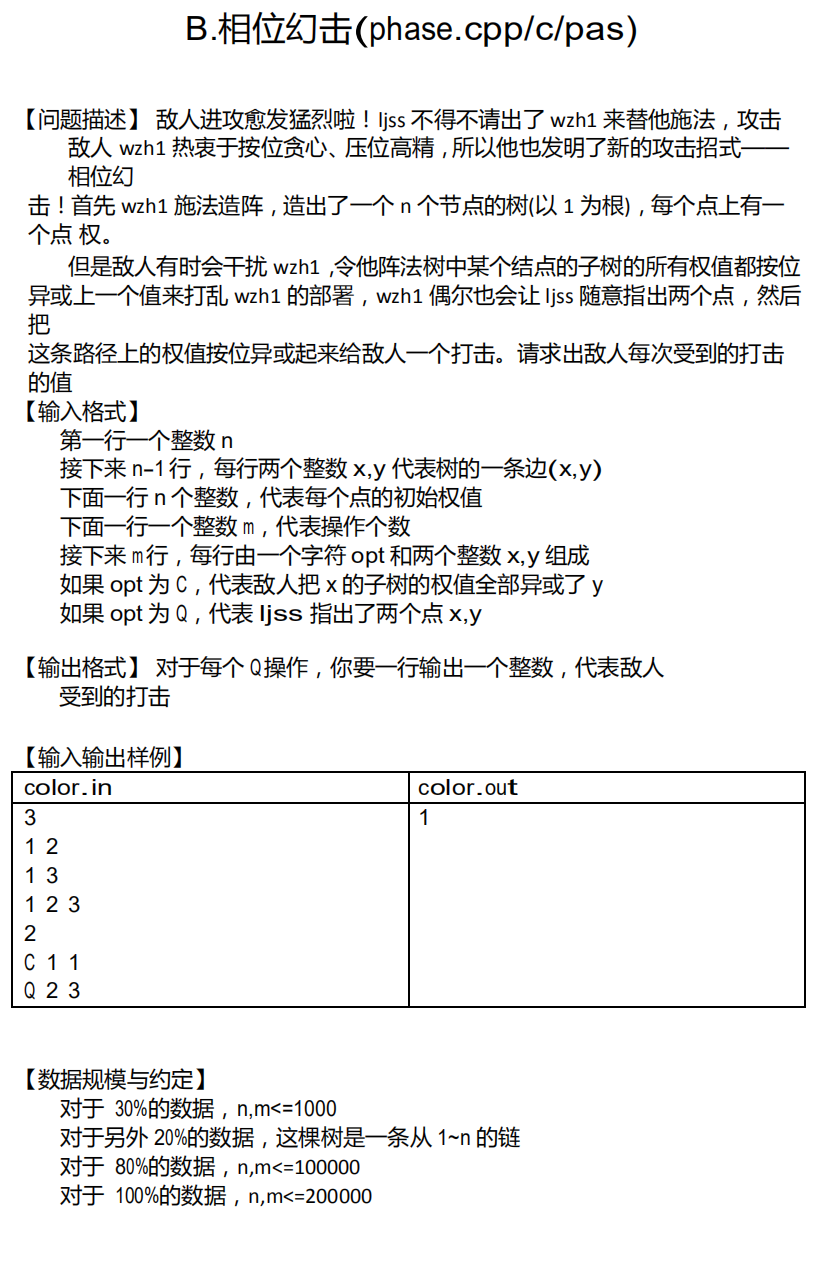 B.相位幻击(phase.cpp/c/pas)
【问题描述】 敌人进攻愈发猛烈啦！ljss 不得不请出了 wzh1 来替他施法，攻击
敌人 wzh1 热衷于按位贪心、压位高精，所以他也发明了新的攻击招式——
相位幻
击！首先 wzh1 施法造阵，造出了一个 n 个节点的树(以 1 为根)，每个点上有一
个点 权。
但是敌人有时会干扰 wzh1，令他阵法树中某个结点的子树的所有权值都按位
异或上一个值来打乱 wzh1 的部署，wzh1 偶尔也会让 ljss 随意指出两个点，然后
把
这条路径上的权值按位异或起来给敌人一个打击。请求出敌人每次受到的打击
的值
【输入格式】
第一行一个整数 n
接下来 n-1 行，每行两个整数 x,y 代表树的一条边(x,y)
下面一行 n 个整数，代表每个点的初始权值
下面一行一个整数 m，代表操作个数
接下来 m 行，每行由一个字符 opt 和两个整数 x,y 组成
如果 opt 为 C，代表敌人把 x 的子树的权值全部异或了 y
如果 opt 为 Q，代表 ljss 指出了两个点 x,y
【输出格式】 对于每个 Q 操作，你要一行输出一个整数，代表敌人
受到的打击
【输入输出样例】
color.in color.out
3 1
1 2
1 3
1 2 3
2
C 1 1
Q 2 3
【数据规模与约定】
对于 30%的数据，n,m<=1000
对于另外 20%的数据，这棵树是一条从 1~n 的链
对于 80%的数据，n,m<=100000
对于 100%的数据，n,m<=200000